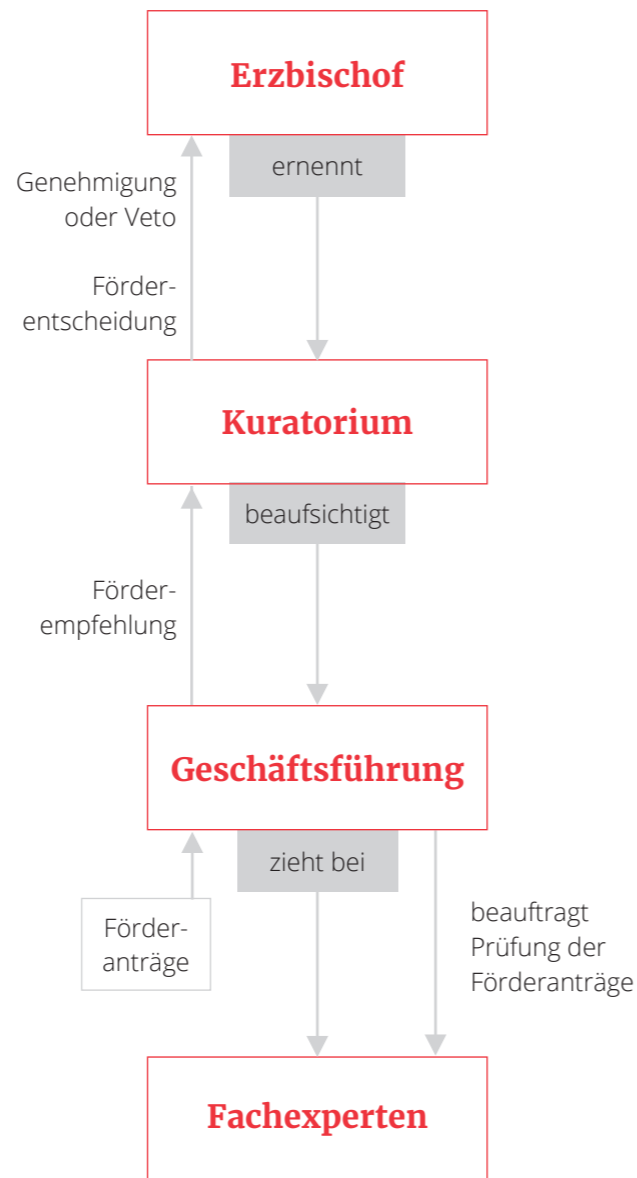 Erzbischof
ernennt
Genehmigung
oder Veto
Förder-
entscheidung
Kuratorium
beaufsichtigt
Förder-
empfehlung
Geschäftsführung
zieht bei
Förder-
anträge
beauftragt
Prüfung der
Förderanträge
Fachexperten